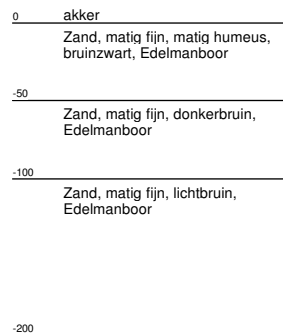 0 akker
Zand, matig fijn, matig humeus,
bruinzwart, Edelmanboor
-50
Zand, matig fijn, donkerbruin,
Edelmanboor
-100
Zand, matig fijn, lichtbruin,
Edelmanboor
-200